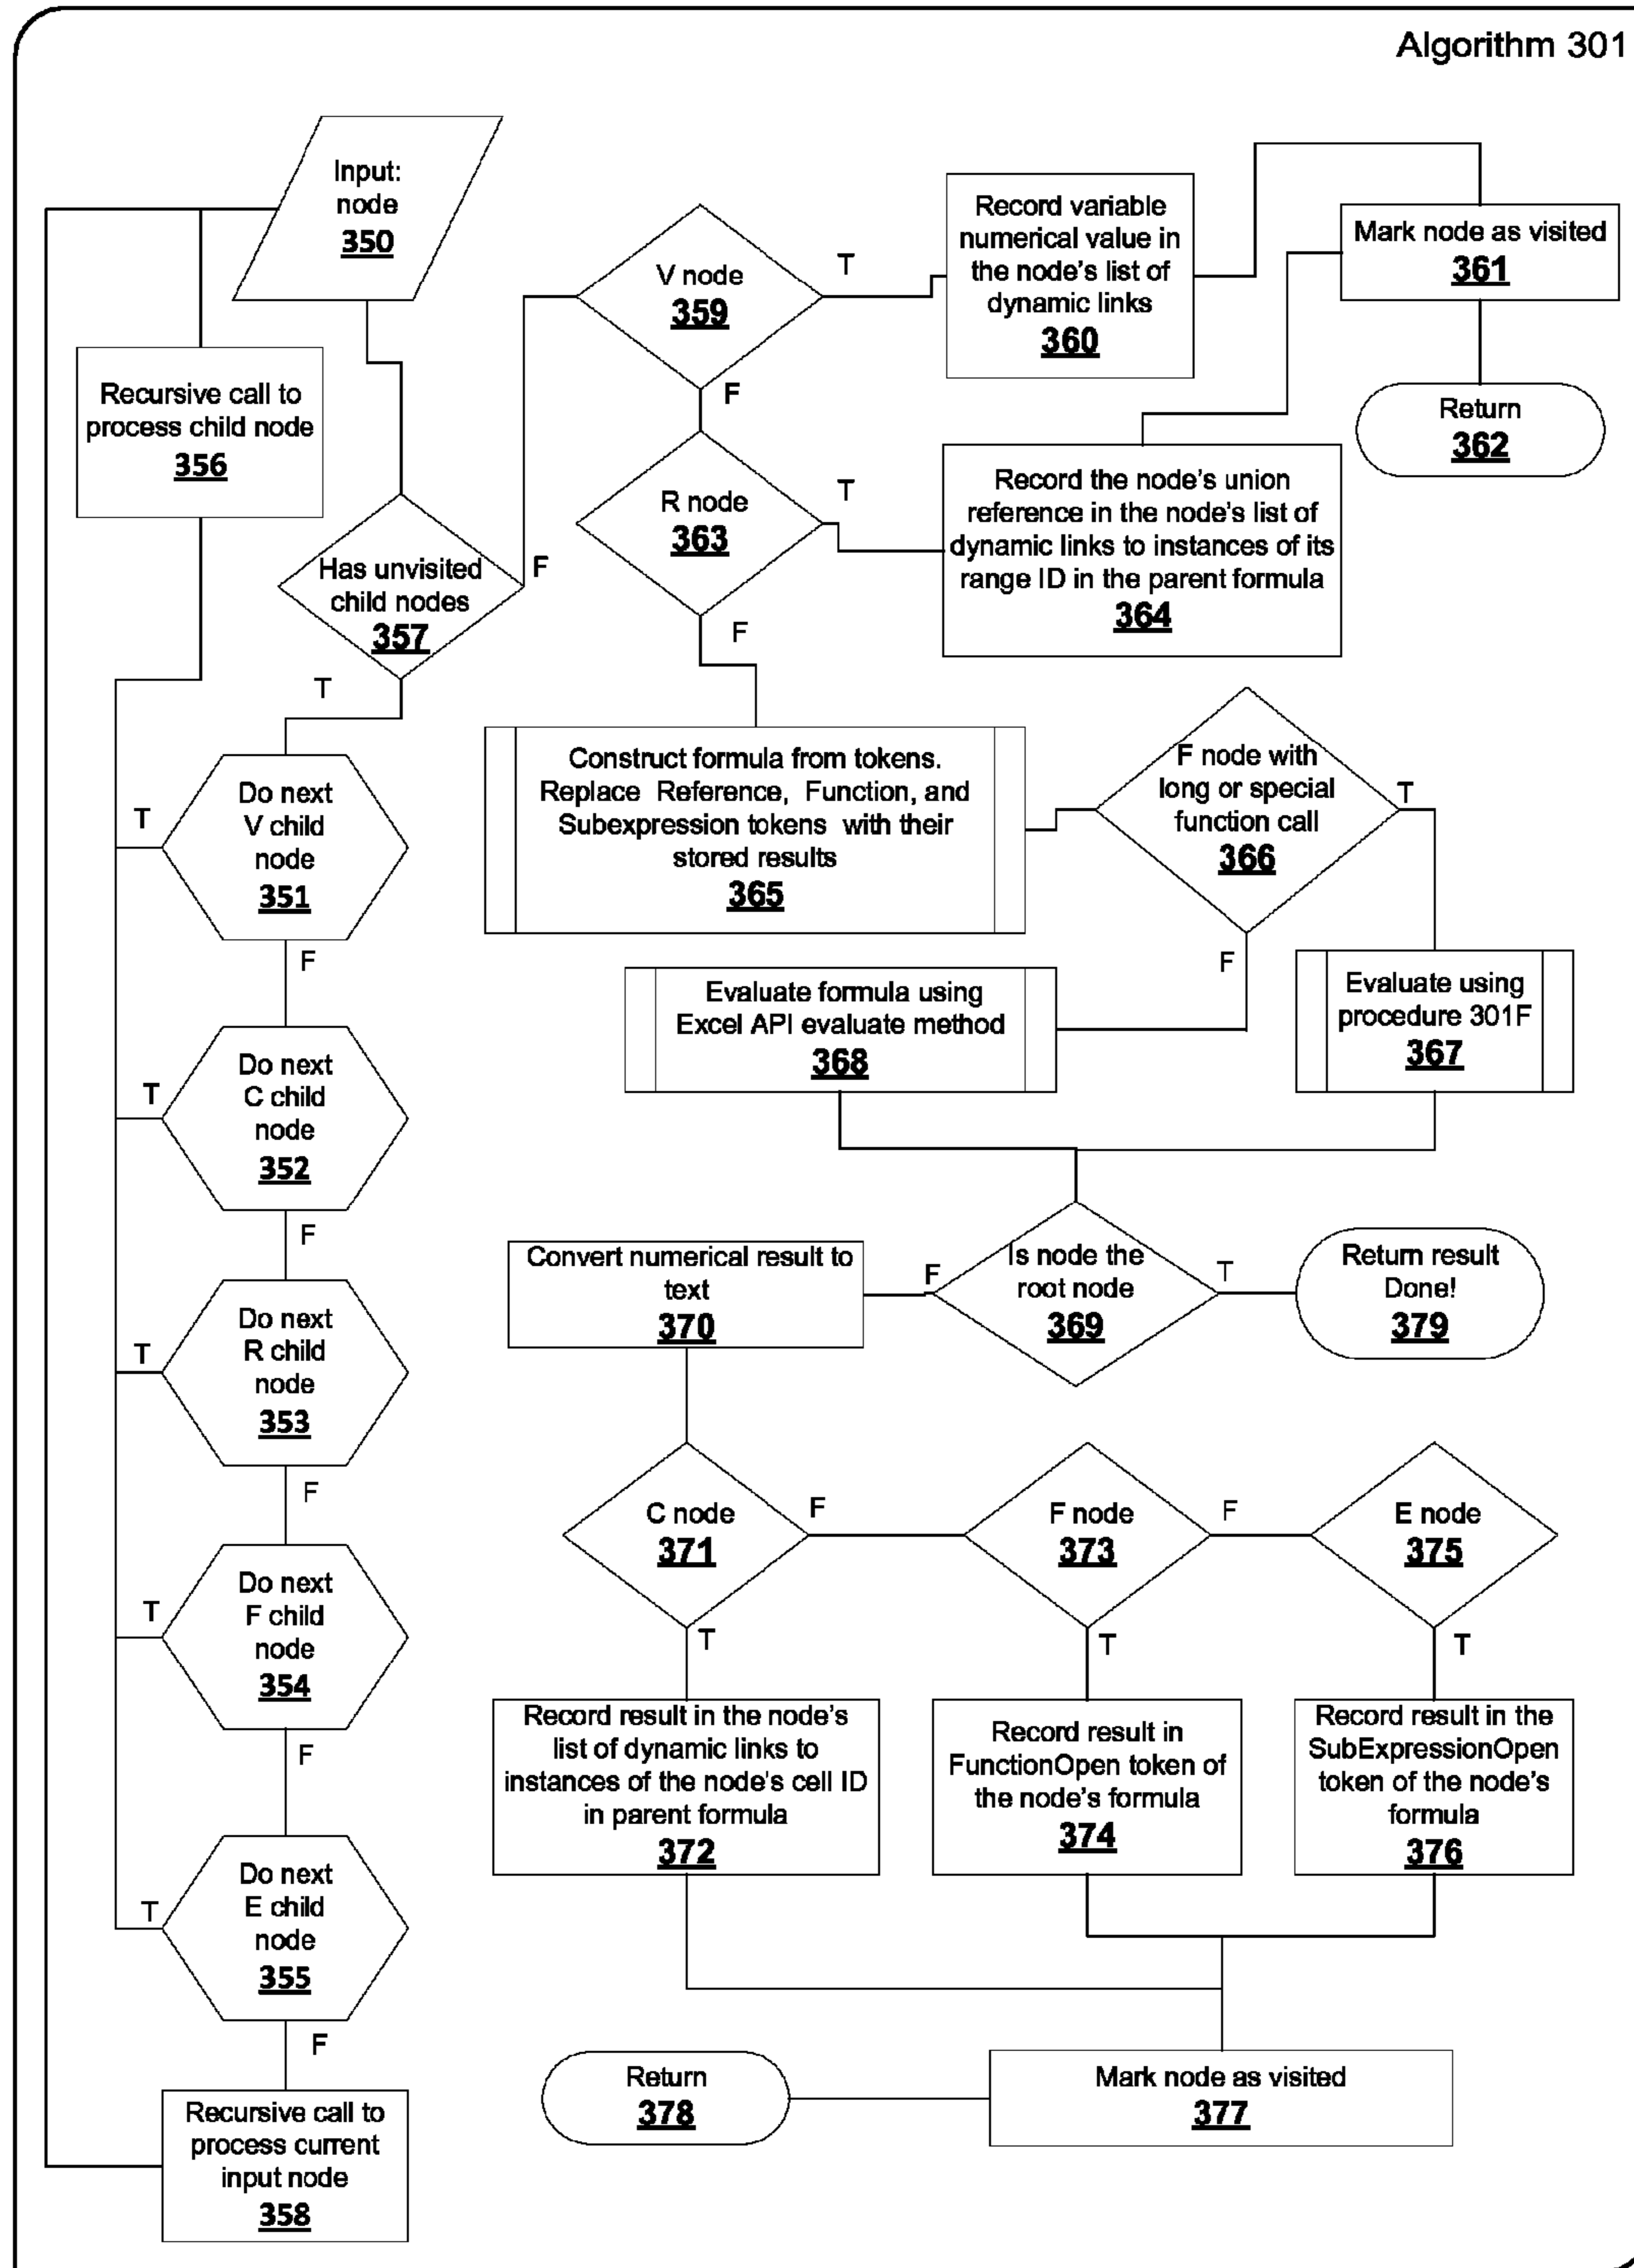 Algorithm 301
Input:
node
350
Recursive call to
process child node
356
Has unvisited
child nodes
357
F
T
Do next
V child
node
351
T
F
Do next
C child
node
352
T
F
Do next
R child
node
353
T
F
Do next
F child
node
354
T
F
Do next
E child
node
355
T
F
Recursive call to
process current
input node
358
V node
359
T
F
Record variable
numerical value in
the node's list of
dynamic links
360
Mark node as visited
361
Return
362
R node
363
T
F
Record the node's union
reference in the node's list of
dynamic links to instances of its
range ID in the parent formula
364
Construct formula from tokens.
Replace Reference, Function, and
Subexpression tokens with their
stored results
365
F node with
long or special
function call
366
T
F
Evaluate using
procedure 301F
367
Evaluate formula using
Excel API evaluate method
368
Is node the
root node
369
F
T
Return result
Done!
379
Convert numerical result to
text
370
C node
371
F
T
F node
373
F
T
E node
375
T
Record result in the node's
list of dynamic links to
instances of the node's cell ID
in parent formula
372
Record result in
FunctionOpen token of
the node's formula
374
Record result in the
SubExpressionOpen
token of the node's
formula
376
Mark node as visited
377
Return
378